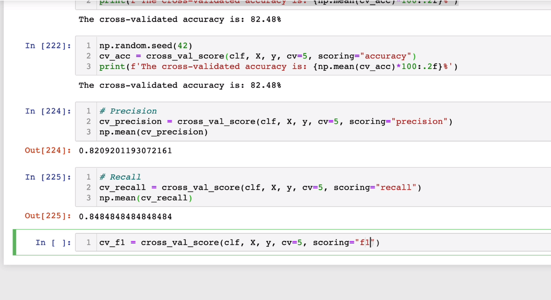 The cross-validated accuracy is: 82.48%
In [222]: 1 np.random.seed(42)
2 cv_acc = cross_val_score(clf, X, y, cv=5, scoring="accuracy")
3 print(f'The cross-validated accuracy is: {np.mean(cv_acc)*100:.2f}%')
The cross-validated accuracy is: 82.48%
In [224]: 1 # Precision
2 cv_precision = cross_val_score(clf, X, y, cv=5, scoring="precision")
3 np.mean(cv_precision)
Out[224]: 0.8209201193072161
In [225]: 1 # Recall
2 cv_recall = cross_val_score(clf, X, y, cv=5, scoring="recall")
3 np.mean(cv_recall)
Out[225]: 0.8484848484848484
In [ ]: 1 cv_f1 = cross_val_score(clf, X, y, cv=5, scoring="f1")